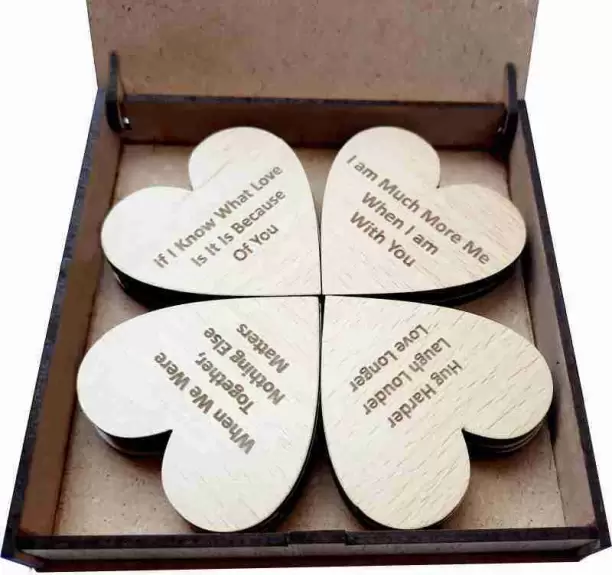 If I Know What Love
Is It Is Because
Of You
I am Much More Me
When I am
With You
When We Were
Together,
Nothing Else
Matters
Hug Harder
Laugh Louder
Love Longer